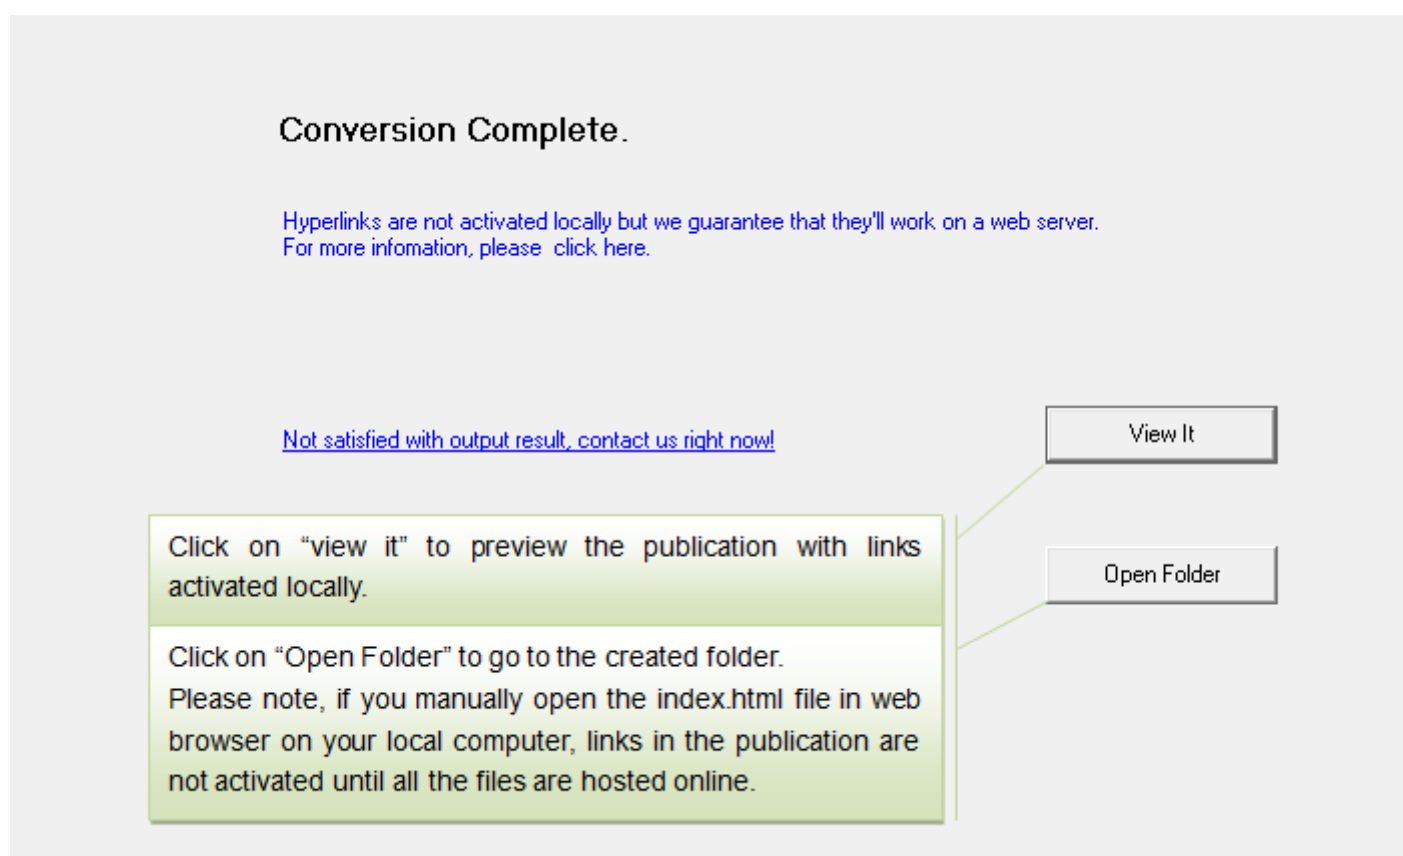 Conversion Complete.
Hyperlinks are not activated locally but we guarantee that they'll work on a web server.
For more infomation, please click here.
Not satisfied with output result, contact us right now!
View It
Click on “view it” to preview the publication with links
activated locally.
Open Folder
Click on “Open Folder” to go to the created folder.
Please note, if you manually open the index.html file in web
browser on your local computer, links in the publication are
not activated until all the files are hosted online.